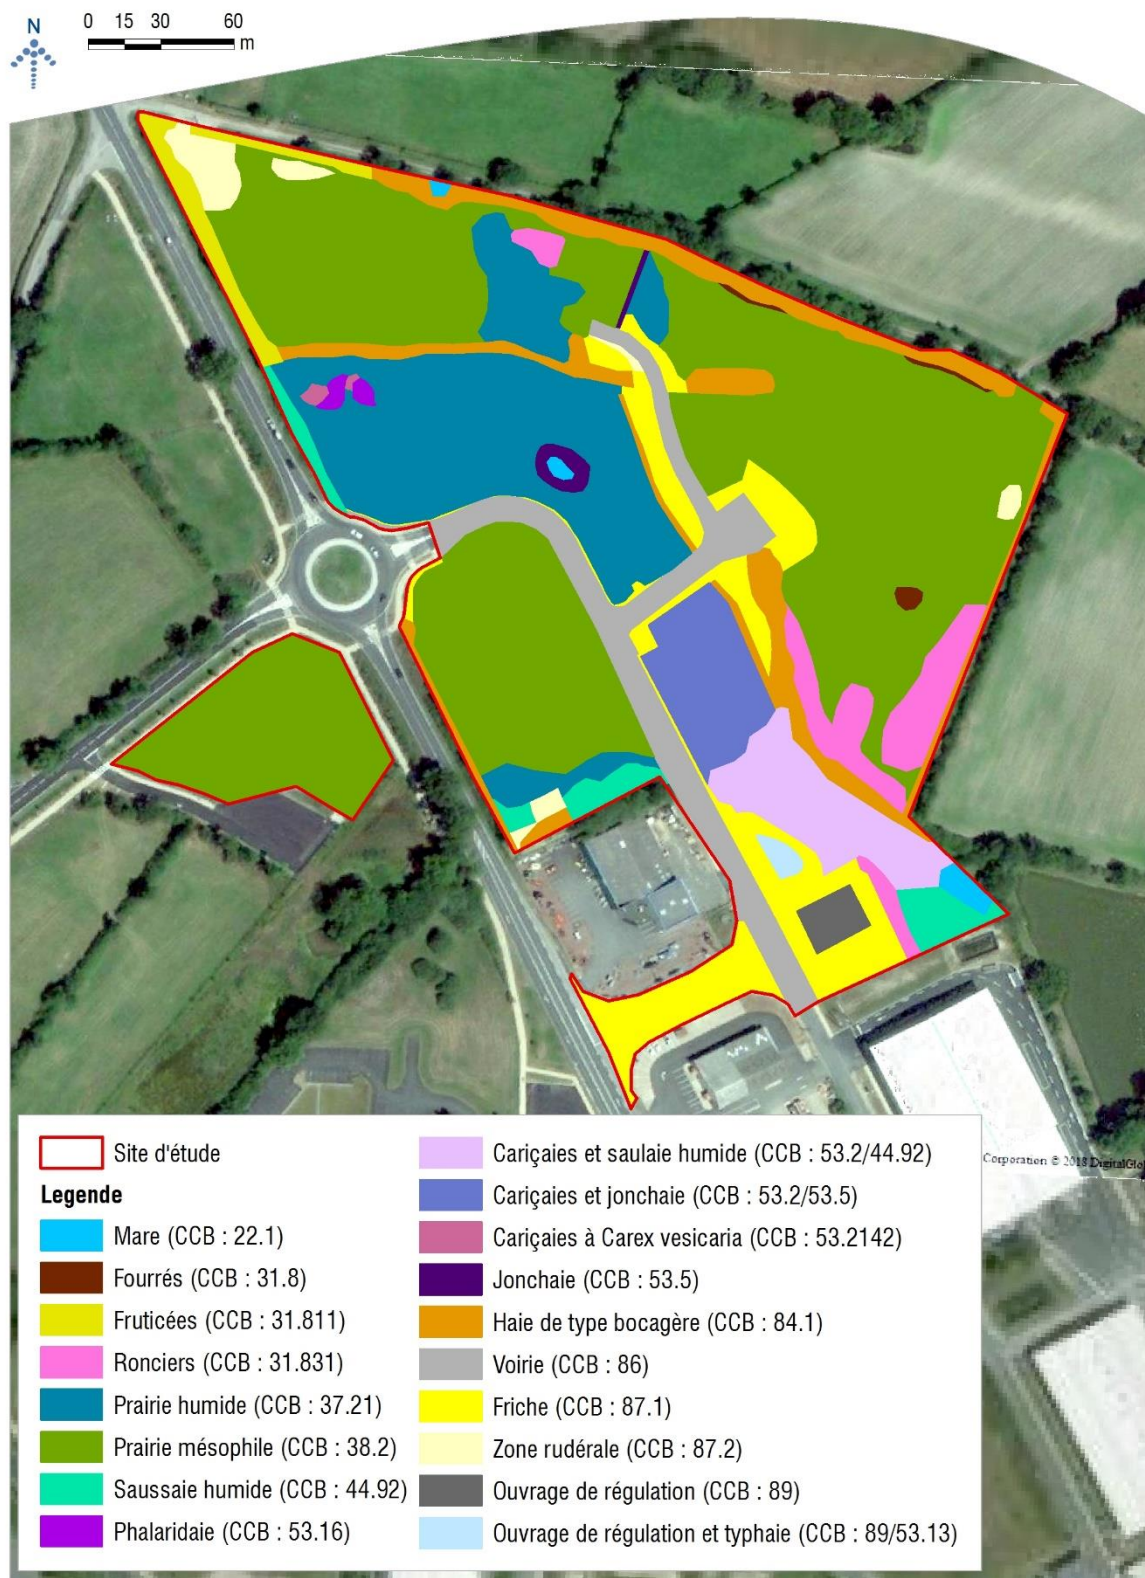 N
0 15 30 60
m
Corporation © 2018
Site d'étude
Legende
Mare (CCB : 22.1)
Fourrés (CCB : 31.8)
Fruticées (CCB : 31.811)
Ronciers (CCB : 31.831)
Prairie humide (CCB : 37.21)
Prairie mésophile (CCB : 38.2)
Saussaie humide (CCB : 44.92)
Phalaridaie (CCB : 53.16)
Cariçaies et saulaie humide (CCB : 53.2/44.92)
Cariçaies et jonchaie (CCB : 53.2/53.5)
Cariçaies à Carex vesicaria (CCB : 53.2142)
Jonchaie (CCB : 53.5)
Haie de type bocagère (CCB : 84.1)
Voirie (CCB : 86)
Friche (CCB : 87.1)
Zone rudérale (CCB : 87.2)
Ouvrage de régulation (CCB : 89)
Ouvrage de régulation et typhaie (CCB : 89/53.13)